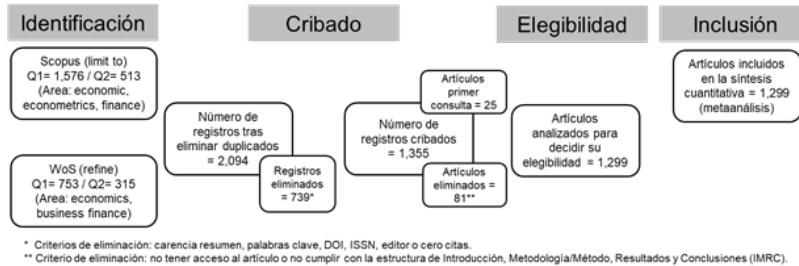 Identificación
Cribado
Elegibilidad
Inclusión
Scopus (limit to)
Q1= 1,576 / Q2= 513
(Area: economic,
econometrics, finance)
WoS (refine)
Q1= 753 / Q2= 315
(Area: economics,
business finance)
Número de
registros tras
eliminar duplicados
= 2,094
Registros
eliminados
= 739*
Artículos
primer
consulta = 25
Número de
registros cribados
= 1,355
Artículos
eliminados =
81**
Artículos
analizados para
decidir su
elegibilidad = 1,299
Artículos incluidos
en la síntesis
cuantitativa = 1,299
(metaanálisis)
* Criterios de eliminación: carencia resumen, palabras clave, DOI, ISSN, editor o cero citas.
** Criterio de eliminación: no tener acceso al artículo o no cumplir con la estructura de Introducción, Metodología/Método, Resultados y Conclusiones (IMRC).